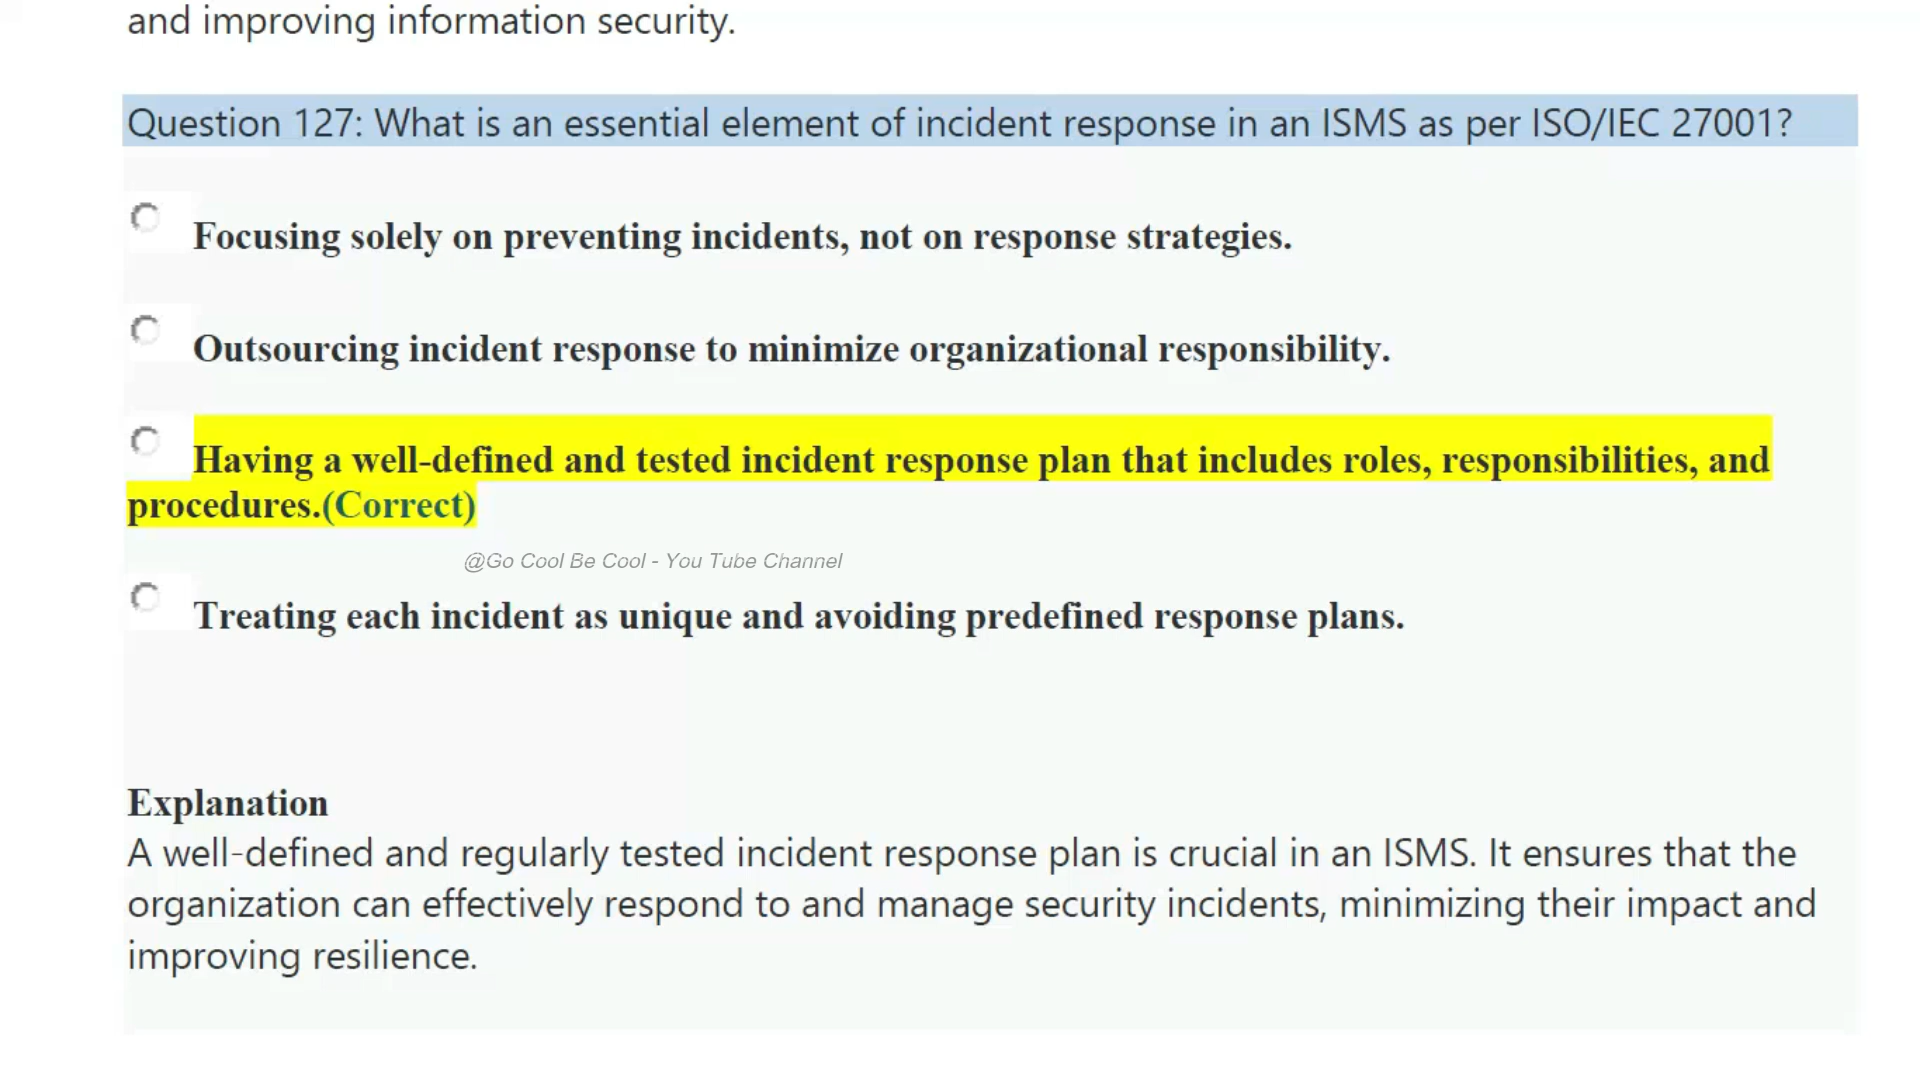 and improving information security.
Question 127: What is an essential element of incident response in an ISMS as per ISO/IEC 27001?
Focusing solely on preventing incidents, not on response strategies.
Outsourcing incident response to minimize organizational responsibility.
Having a well-defined and tested incident response plan that includes roles, responsibilities, and
procedures.(Correct)
@Go Cool Be Cool - You Tube Channel
Treating each incident as unique and avoiding predefined response plans.
Explanation
A well-defined and regularly tested incident response plan is crucial in an ISMS. It ensures that the
organization can effectively respond to and manage security incidents, minimizing their impact and
improving resilience.